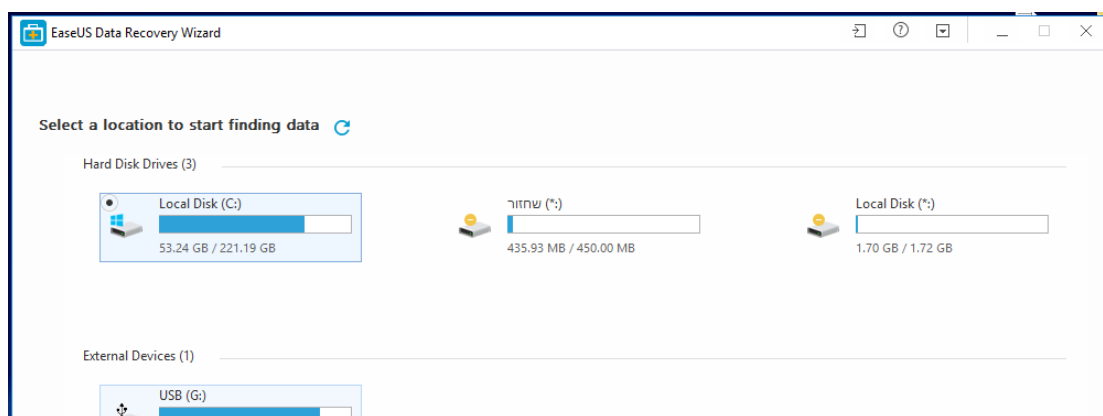 EaseUS Data Recovery Wizard
Select a location to start finding data
Hard Disk Drives (3)
Local Disk (C:)
53.24 GB / 221.19 GB
שחזור (*:)
435.93 MB / 450.00 MB
Local Disk (*:)
1.70 GB / 1.72 GB
External Devices (1)
USB (G:)